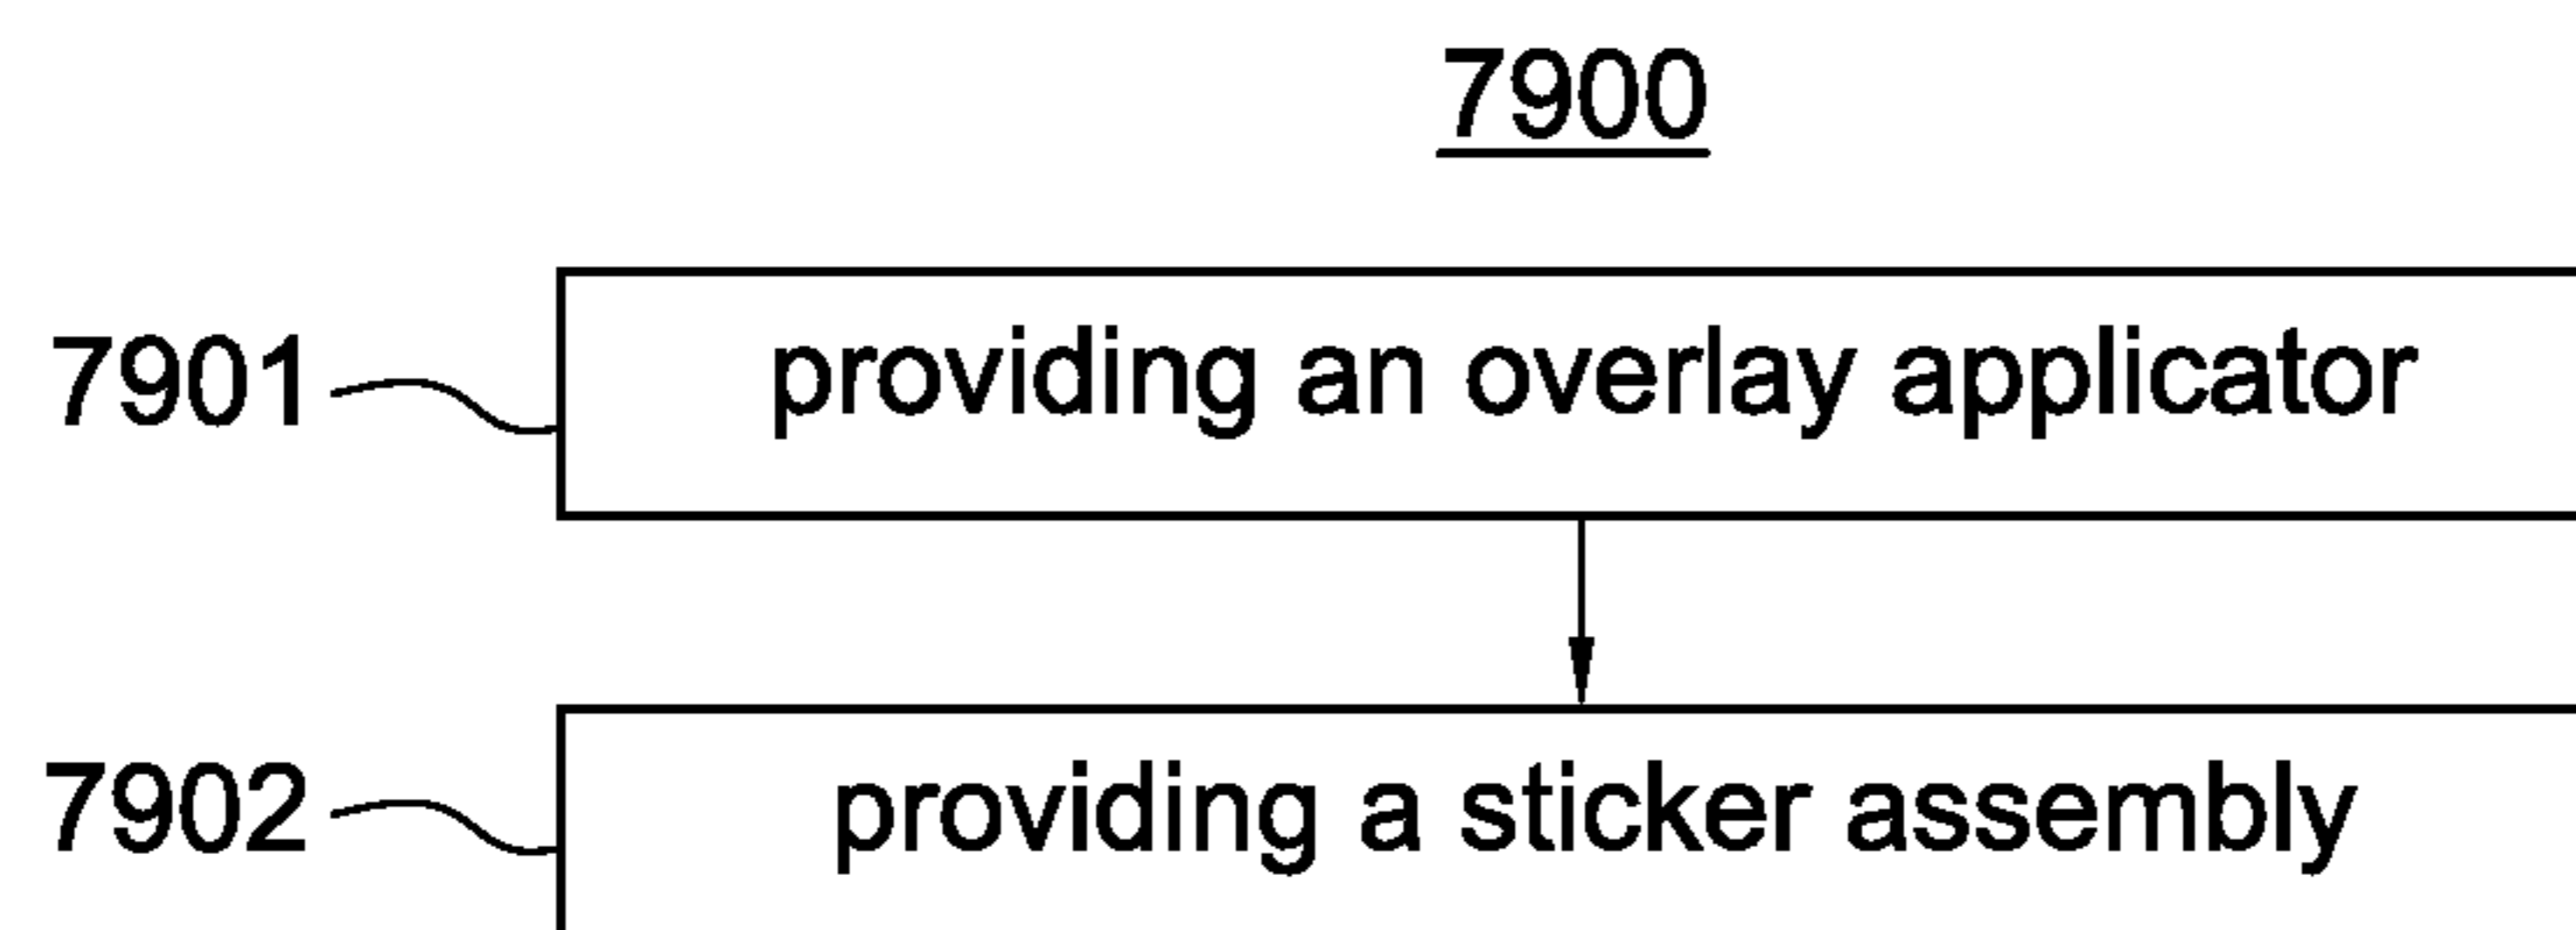 7900
7901 providing an overlay applicator
7902 providing a sticker assembly